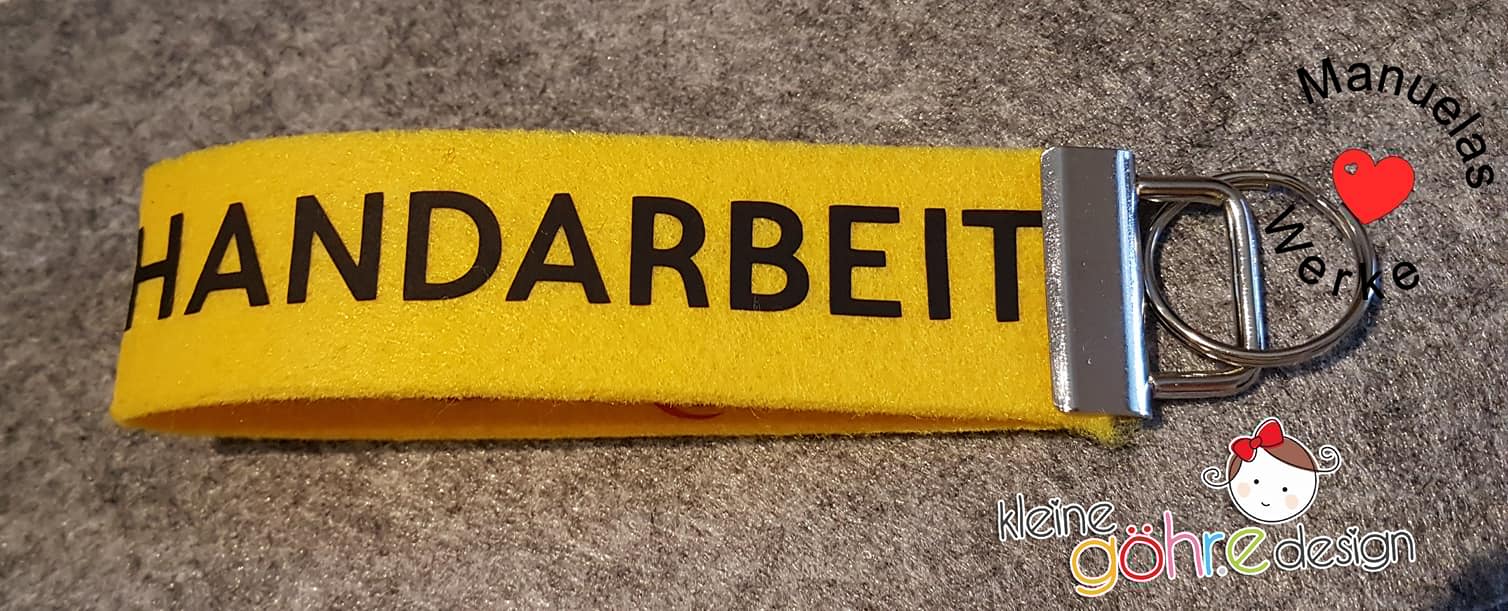 HANDARBEIT
Manuelas
Werke
kleine
göhr.e design